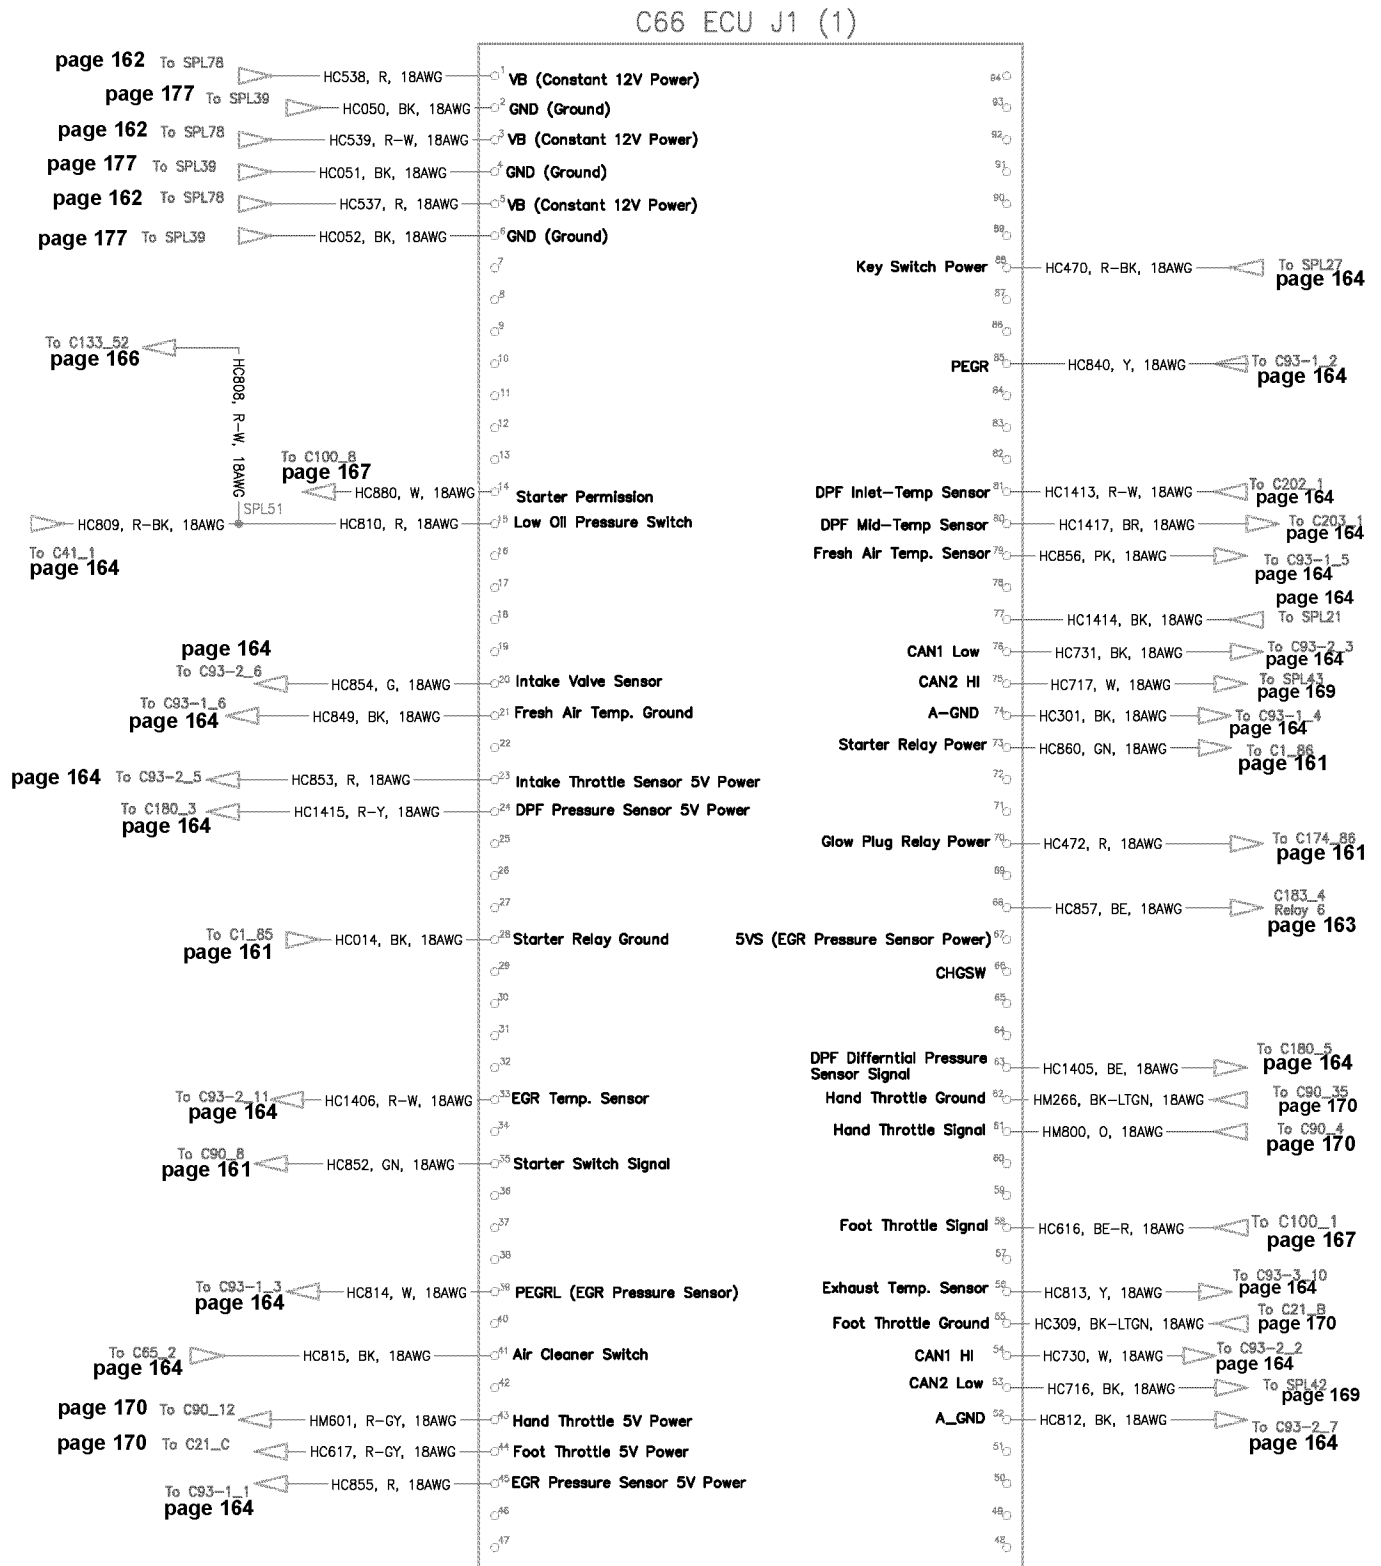 C66 ECU J1 (1)
page 162 To SPL78
HC538, R, 18AWG
1 VB (Constant 12V Power)
page 177 To SPL39
HC050, BK, 18AWG
2 GND (Ground)
page 162 To SPL78
HC539, R-W, 18AWG
3 VB (Constant 12V Power)
page 177 To SPL39
HC051, BK, 18AWG
4 GND (Ground)
page 162 To SPL78
HC537, R, 18AWG
5 VB (Constant 12V Power)
page 177 To SPL39
HC052, BK, 18AWG
6 GND (Ground)
7
8
9
To C133_52
page 166
HC808, R-W, 18AWG
10
11
12
13
To C100_8
page 167
HC880, W, 18AWG
14 Starter Permission
SPL51
HC809, R-BK, 18AWG
HC810, R, 18AWG
15 Low Oil Pressure Switch
To C41_1
page 164
16
17
18
19
page 164
To C93-2_6
HC854, G, 18AWG
20 Intake Valve Sensor
To C93-1_6
page 164
HC849, BK, 18AWG
21 Fresh Air Temp. Ground
22
page 164 To C93-2_5
HC853, R, 18AWG
23 Intake Throttle Sensor 5V Power
To C180_3
page 164
HC1415, R-Y, 18AWG
24 DPF Pressure Sensor 5V Power
25
26
27
To C1_85
page 161
HC014, BK, 18AWG
28 Starter Relay Ground
29
30
31
32
To C93-2_11
page 164
HC1406, R-W, 18AWG
33 EGR Temp. Sensor
34
To C90_8
page 161
HC852, GN, 18AWG
35 Starter Switch Signal
36
37
38
To C93-1_3
page 164
HC814, W, 18AWG
39 PEGRL (EGR Pressure Sensor)
40
To C65_2
page 164
HC815, BK, 18AWG
41 Air Cleaner Switch
42
page 170 To C90_12
HM601, R-GY, 18AWG
43 Hand Throttle 5V Power
page 170 To C21_C
HC617, R-GY, 18AWG
44 Foot Throttle 5V Power
To C93-1_1
page 164
HC855, R, 18AWG
45 EGR Pressure Sensor 5V Power
46
47
94
93
92
91
90
89
Key Switch Power 88
HC470, R-BK, 18AWG
To SPL27
page 164
87
86
PEGR 85
HC840, Y, 18AWG
To C93-1_2
page 164
84
83
82
DPF Inlet-Temp Sensor 81
HC1413, R-W, 18AWG
To C202_1
page 164
DPF Mid-Temp Sensor 80
HC1417, BR, 18AWG
To C203_1
page 164
Fresh Air Temp. Sensor 79
HC856, PK, 18AWG
To C93-1_5
page 164
78
page 164
77
HC1414, BK, 18AWG
To SPL21
CAN1 Low 76
HC731, BK, 18AWG
To C93-2_3
page 164
CAN2 HI 75
HC717, W, 18AWG
To SPL43
page 169
A-GND 74
HC301, BK, 18AWG
To C93-1_4
page 164
Starter Relay Power 73
HC860, GN, 18AWG
To C1_86
page 161
72
71
Glow Plug Relay Power 70
HC472, R, 18AWG
To C174_86
page 161
69
68
HC857, BE, 18AWG
C183_4
Relay 6
page 163
5VS (EGR Pressure Sensor Power) 67
CHGSW 66
65
64
DPF Differntial Pressure
Sensor Signal
63
HC1405, BE, 18AWG
To C180_5
page 164
Hand Throttle Ground 62
HM266, BK-LTGN, 18AWG
To C90_35
page 170
Hand Throttle Signal 61
HM800, O, 18AWG
To C90_4
page 170
60
59
Foot Throttle Signal 58
HC616, BE-R, 18AWG
To C100_1
page 167
57
Exhaust Temp. Sensor 56
HC813, Y, 18AWG
To C93-3_10
page 164
Foot Throttle Ground 55
HC309, BK-LTGN, 18AWG
To C21_B
page 170
CAN1 HI 54
HC730, W, 18AWG
To C93-2_2
page 164
CAN2 Low 53
HC716, BK, 18AWG
To SPL42
page 169
A_GND 52
HC812, BK, 18AWG
To C93-2_7
page 164
51
50
49
48